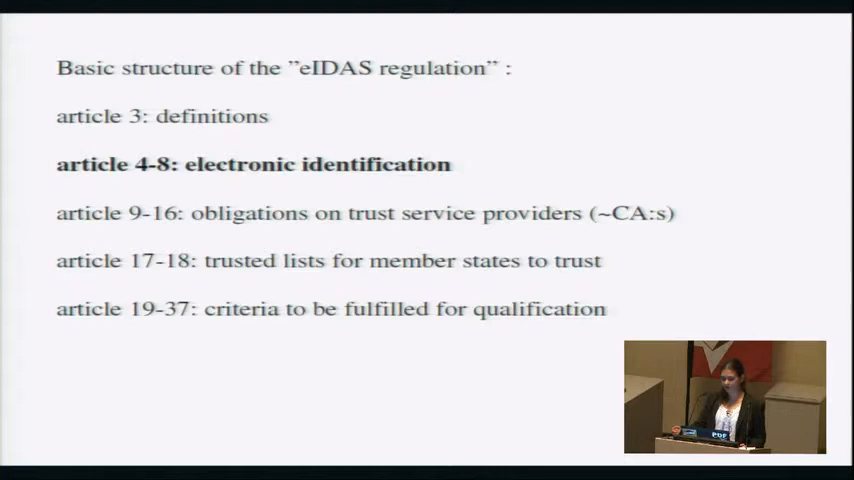 Basic structure of the ”eIDAS regulation” :
article 3: definitions
article 4-8: electronic identification
article 9-16: obligations on trust service providers (~CA:s)
article 17-18: trusted lists for member states to trust
article 19-37: criteria to be fulfilled for qualification